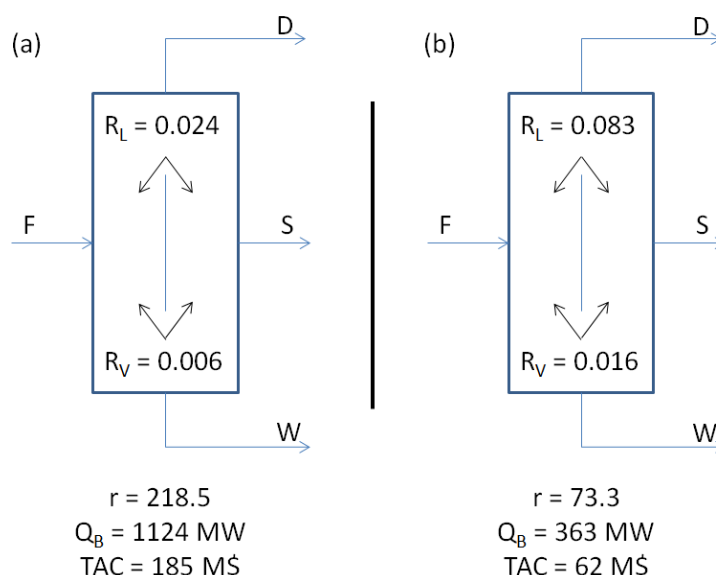 (a)
D
R_L = 0.024
F
S
R_V = 0.006
W
r = 218.5
Q_B = 1124 MW
TAC = 185 M$
(b)
D
R_L = 0.083
F
S
R_V = 0.016
W
r = 73.3
Q_B = 363 MW
TAC = 62 M$